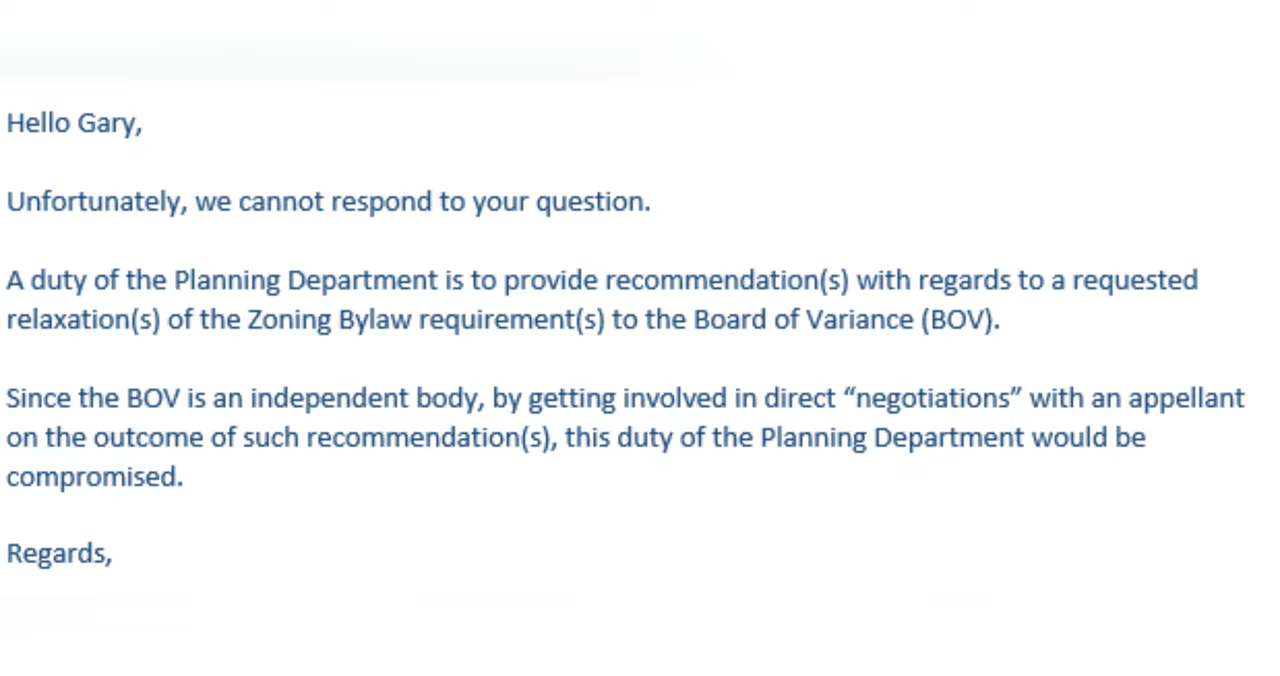 Hello Gary,
Unfortunately, we cannot respond to your question.
A duty of the Planning Department is to provide recommendation(s) with regards to a requested
relaxation(s) of the Zoning Bylaw requirement(s) to the Board of Variance (BOV).
Since the BOV is an independent body, by getting involved in direct “negotiations” with an appellant
on the outcome of such recommendation(s), this duty of the Planning Department would be
compromised.
Regards,